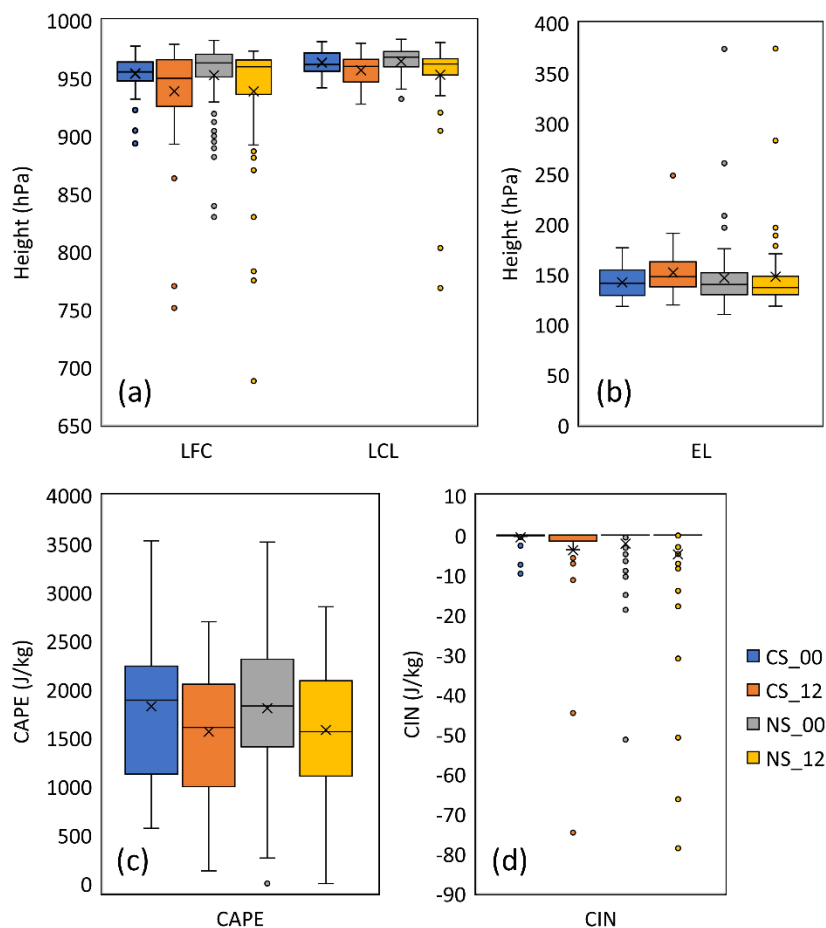 1000
950
900
850
800
750
700
650
Height (hPa)
(a)
LFC LCL
400
350
300
250
200
150
100
50
0
Height (hPa)
(b)
EL
4000
3500
3000
2500
2000
1500
1000
500
0
CAPE (J/kg)
(c)
CAPE
10
0
-10
-20
-30
-40
-50
-60
-70
-80
-90
CIN (J/kg)
(d)
CIN
CS_00
CS_12
NS_00
NS_12